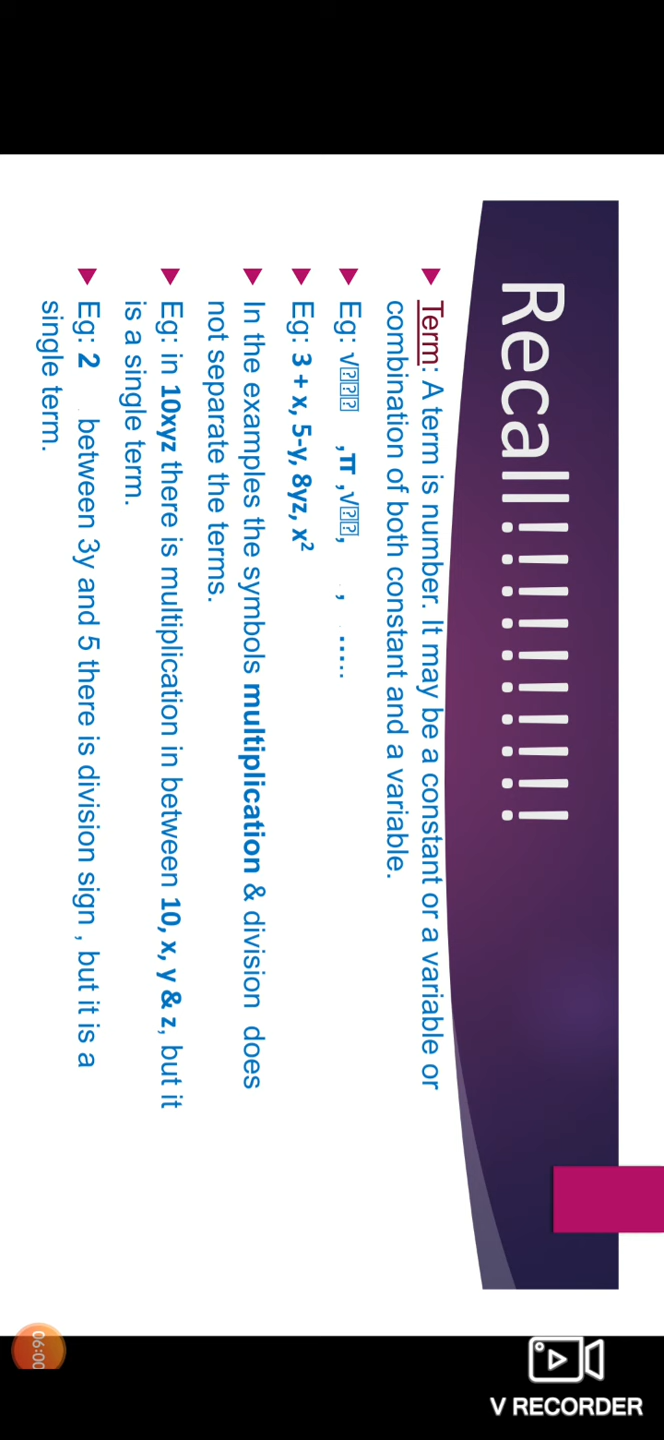 Recall!!!!!!!!!!
Term: A term is number. It may be a constant or a variable or
combination of both constant and a variable.
Eg: √ , π ,√ , , .....
Eg: 3 + x, 5-y, 8yz, x²
In the examples the symbols multiplication & division does
not separate the terms.
Eg: in 10xyz there is multiplication in between 10, x, y & z, but it
is a single term.
Eg: 2 between 3y and 5 there is division sign , but it is a
single term.
06:00
V RECORDER